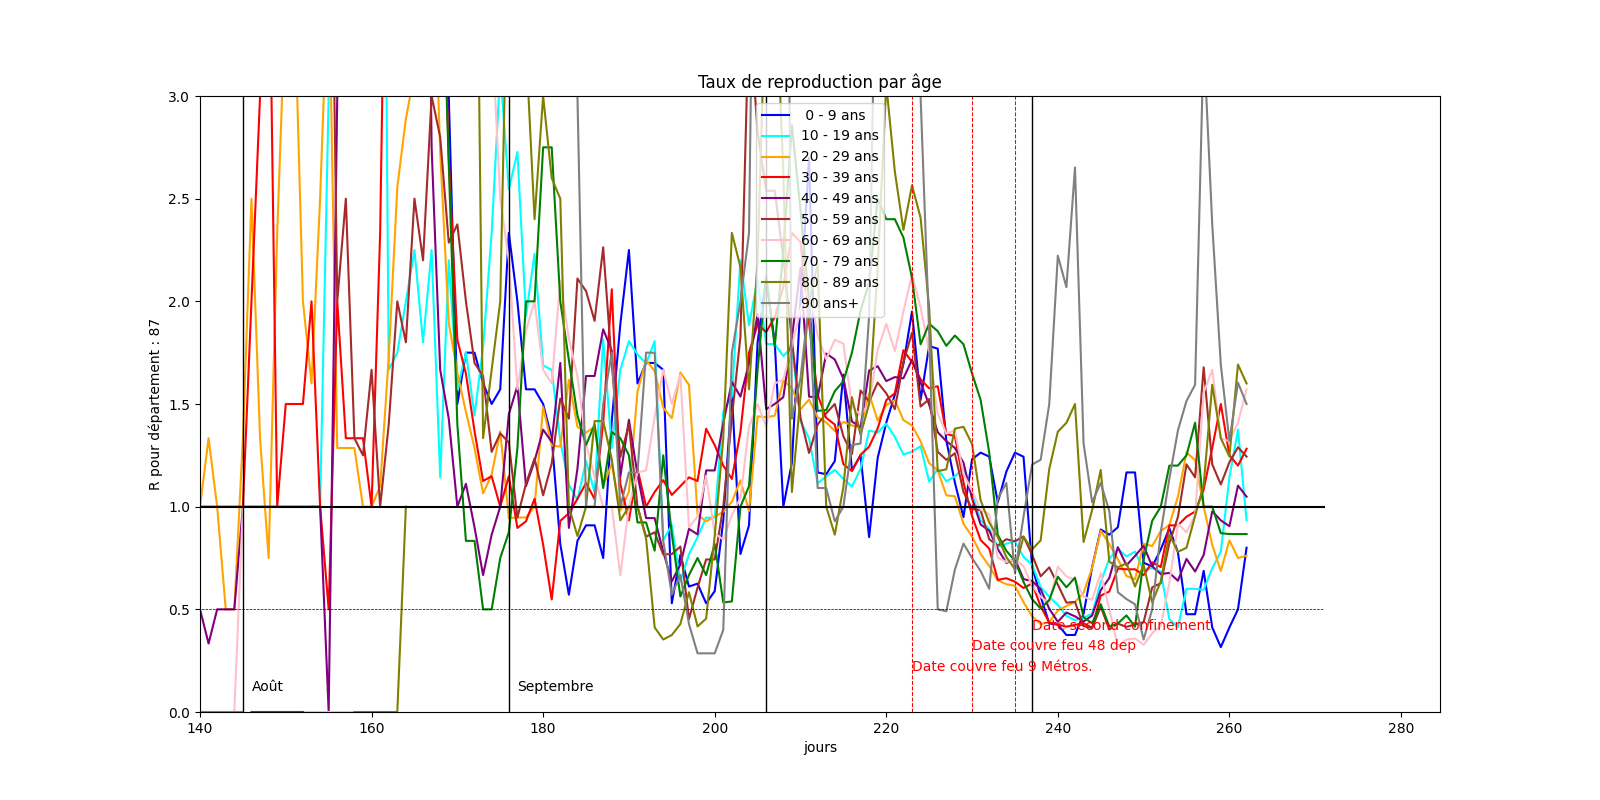 Taux de reproduction par âge
R pour département : 87
3.0
2.5
2.0
1.5
1.0
0.5
0.0
0 - 9 ans
10 - 19 ans
20 - 29 ans
30 - 39 ans
40 - 49 ans
50 - 59 ans
60 - 69 ans
70 - 79 ans
80 - 89 ans
90 ans+
Date second confinement
Date couvre feu 48 dep
Date couvre feu 9 Métros.
Août
Septembre
140
160
180
200
220
240
260
280
jours